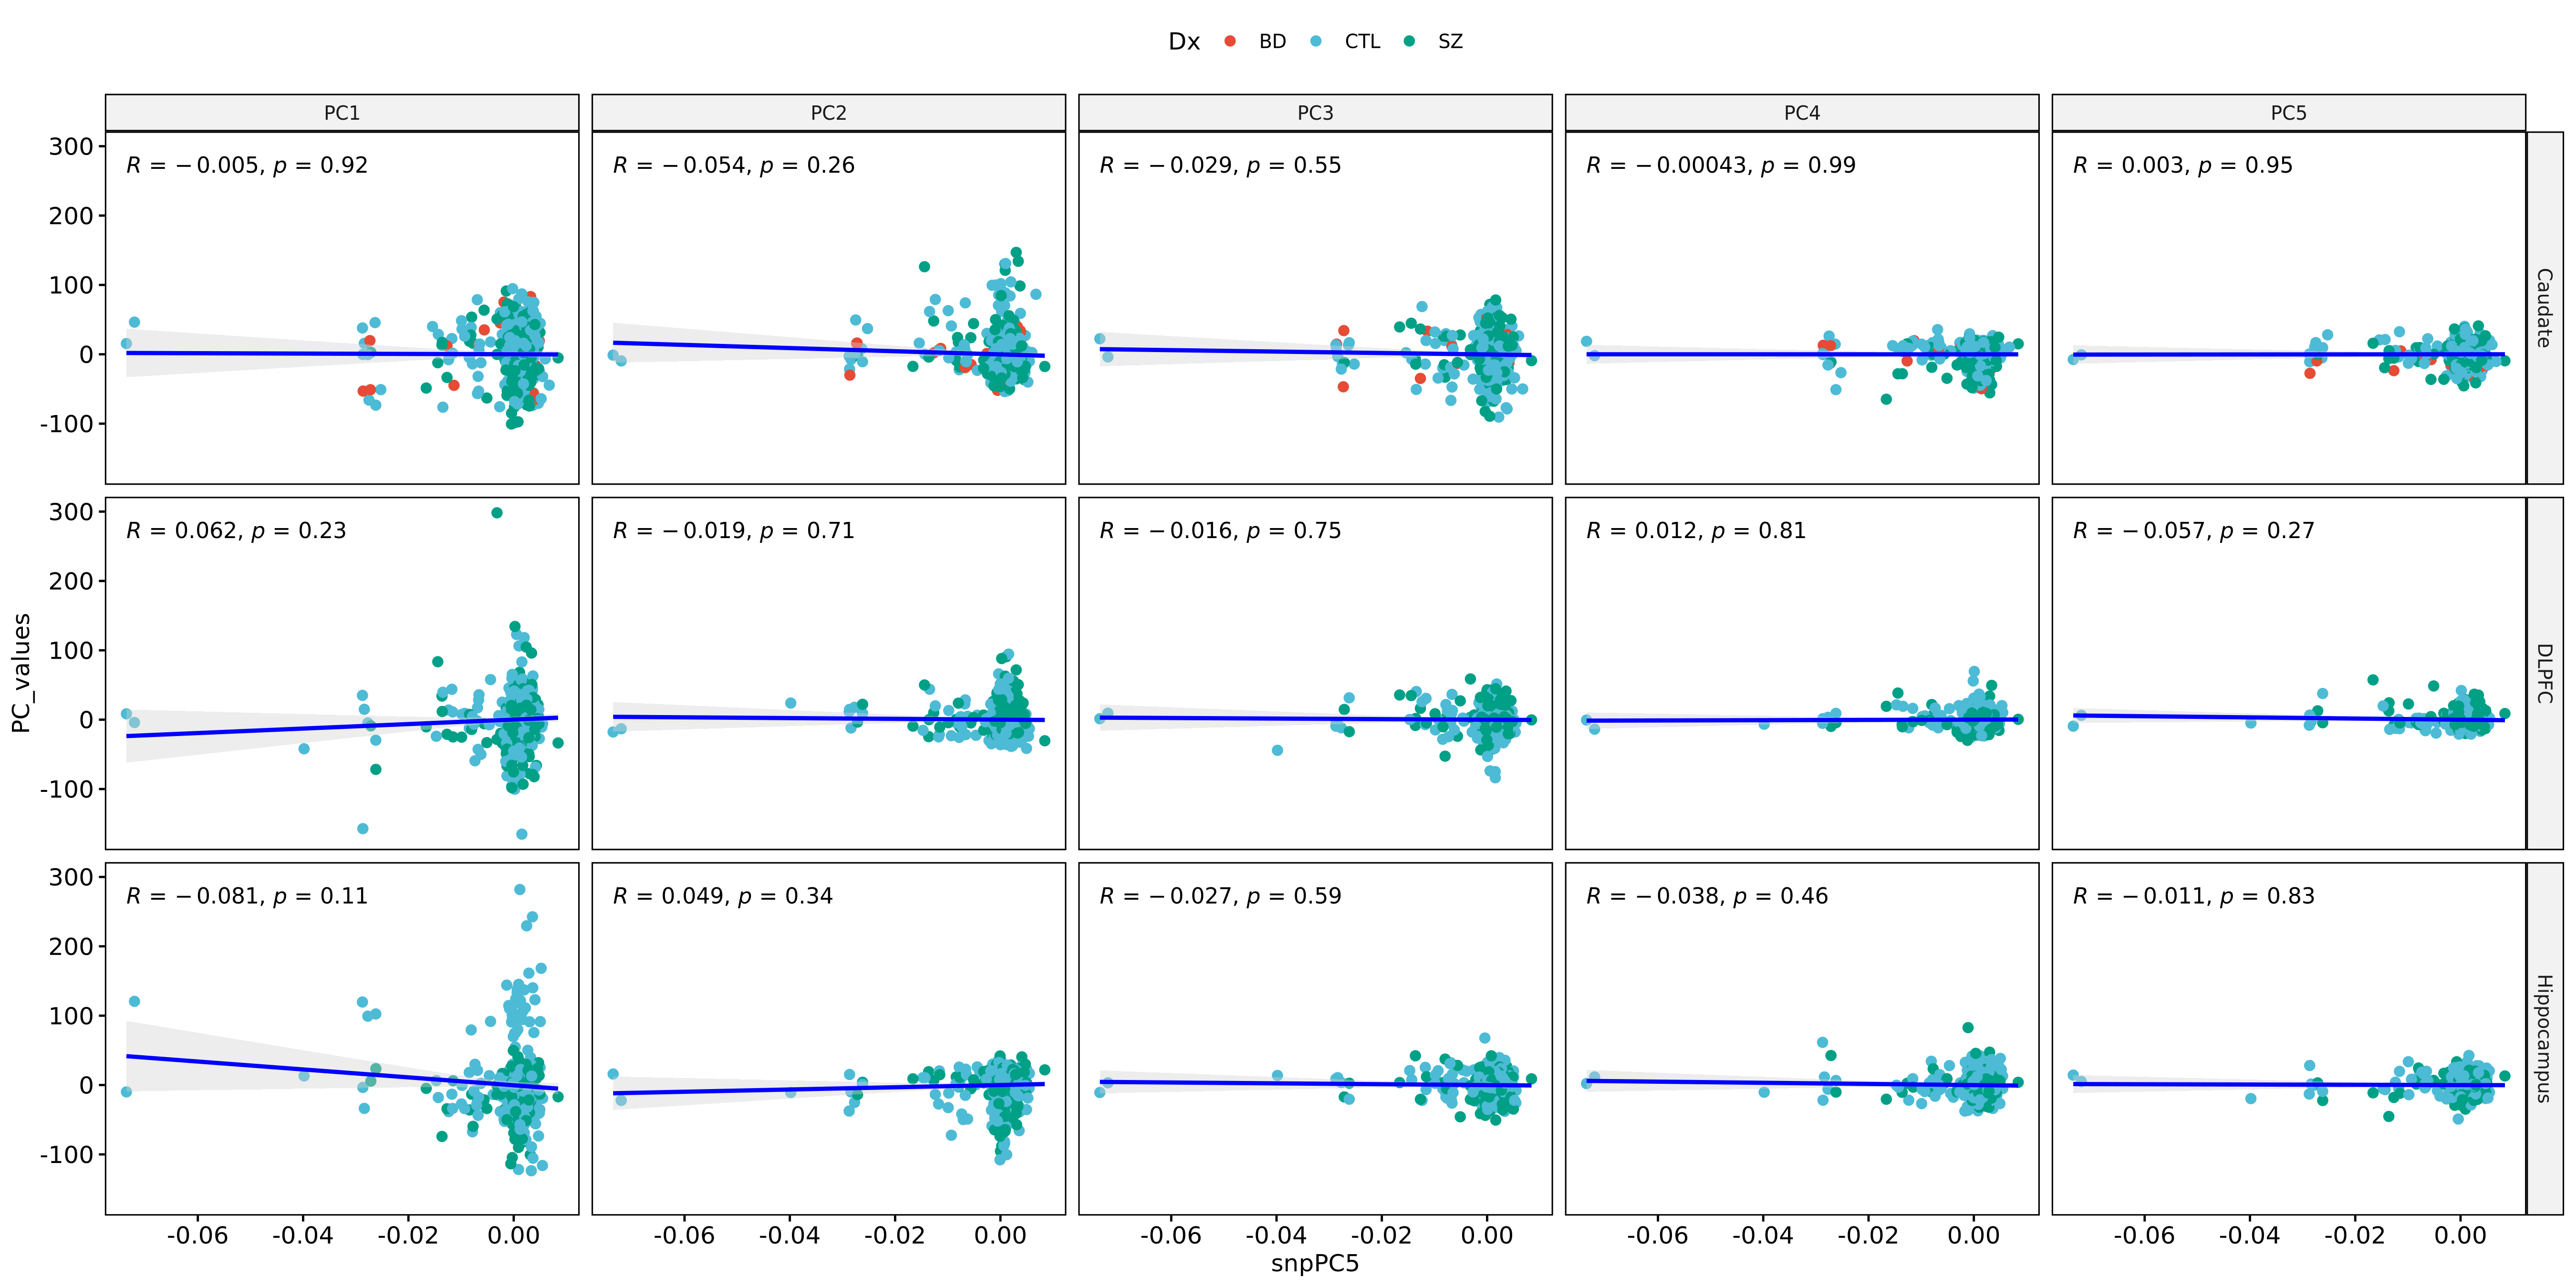 Dx BD CTL SZ
PC1 PC2 PC3 PC4 PC5
300
200
100
0
-100
R = −0.005, p = 0.92
R = −0.054, p = 0.26
R = −0.029, p = 0.55
R = −0.00043, p = 0.99
R = 0.003, p = 0.95
Caudate
PC_values
300
200
100
0
-100
R = 0.062, p = 0.23
R = −0.019, p = 0.71
R = −0.016, p = 0.75
R = 0.012, p = 0.81
R = −0.057, p = 0.27
DLPFC
300
200
100
0
-100
R = −0.081, p = 0.11
R = 0.049, p = 0.34
R = −0.027, p = 0.59
R = −0.038, p = 0.46
R = −0.011, p = 0.83
Hippocampus
-0.06 -0.04 -0.02 0.00 -0.06 -0.04 -0.02 0.00 -0.06 -0.04 -0.02 0.00 -0.06 -0.04 -0.02 0.00 -0.06 -0.04 -0.02 0.00
snpPC5